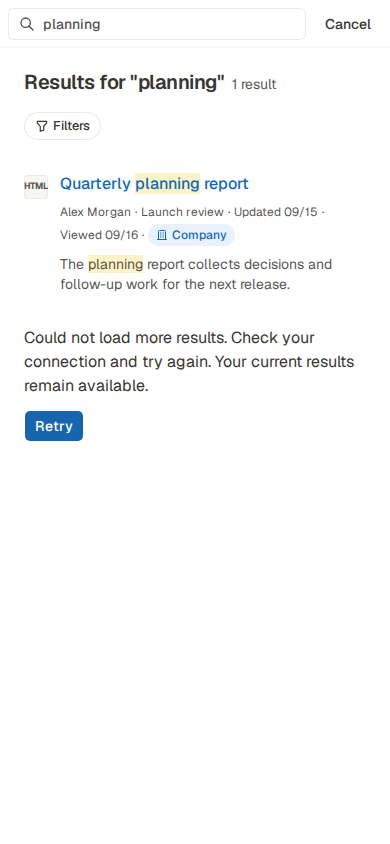 planning
Cancel
Results for "planning" 1 result
Filters
HTML
Quarterly planning report
Alex Morgan · Launch review · Updated 09/15 ·
Viewed 09/16 · Company
The planning report collects decisions and
follow-up work for the next release.
Could not load more results. Check your
connection and try again. Your current results
remain available.
Retry